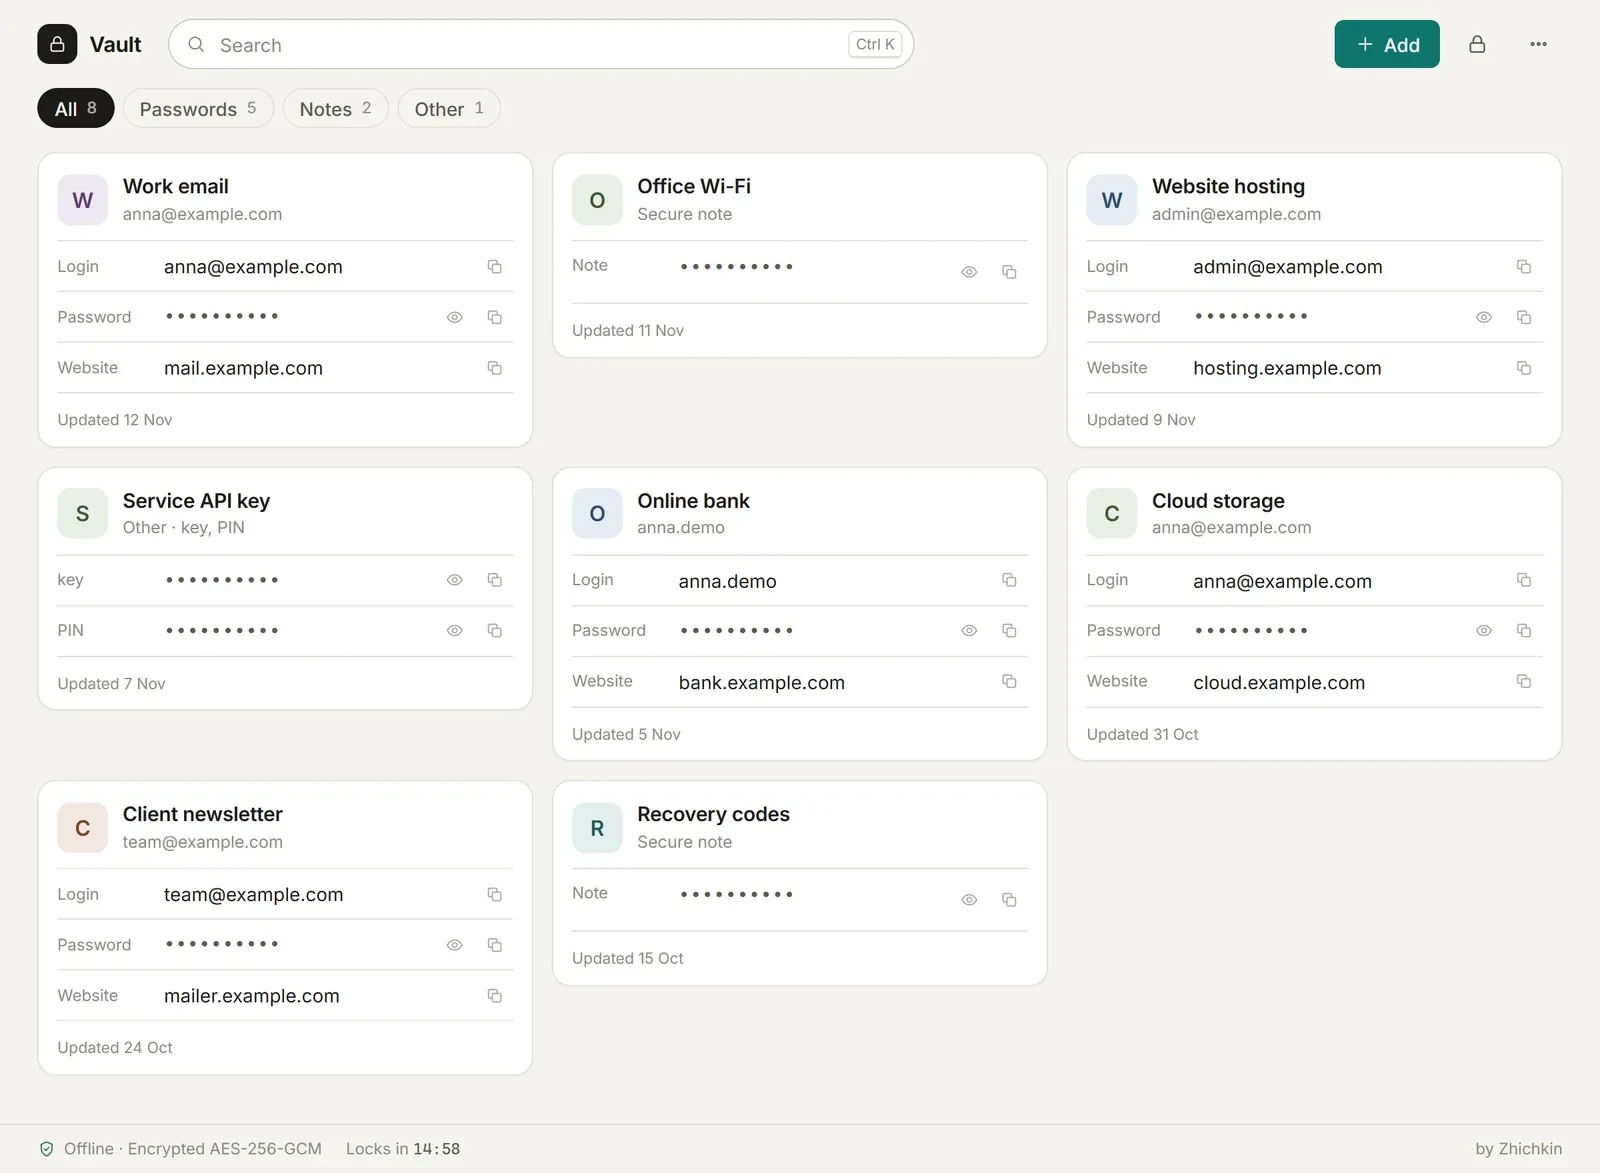 Vault
Search
Ctrl K
+ Add
All 8
Passwords 5
Notes 2
Other 1
W
Work email
anna@example.com
Login anna@example.com
Password ••••••••••
Website mail.example.com
Updated 12 Nov
O
Office Wi-Fi
Secure note
Note ••••••••••
Updated 11 Nov
W
Website hosting
admin@example.com
Login admin@example.com
Password ••••••••••
Website hosting.example.com
Updated 9 Nov
S
Service API key
Other · key, PIN
key ••••••••••
PIN ••••••••••
Updated 7 Nov
O
Online bank
anna.demo
Login anna.demo
Password ••••••••••
Website bank.example.com
Updated 5 Nov
C
Cloud storage
anna@example.com
Login anna@example.com
Password ••••••••••
Website cloud.example.com
Updated 31 Oct
C
Client newsletter
team@example.com
Login team@example.com
Password ••••••••••
Website mailer.example.com
Updated 24 Oct
R
Recovery codes
Secure note
Note ••••••••••
Updated 15 Oct
Offline · Encrypted AES-256-GCM
Locks in 14:58
by Zhichkin